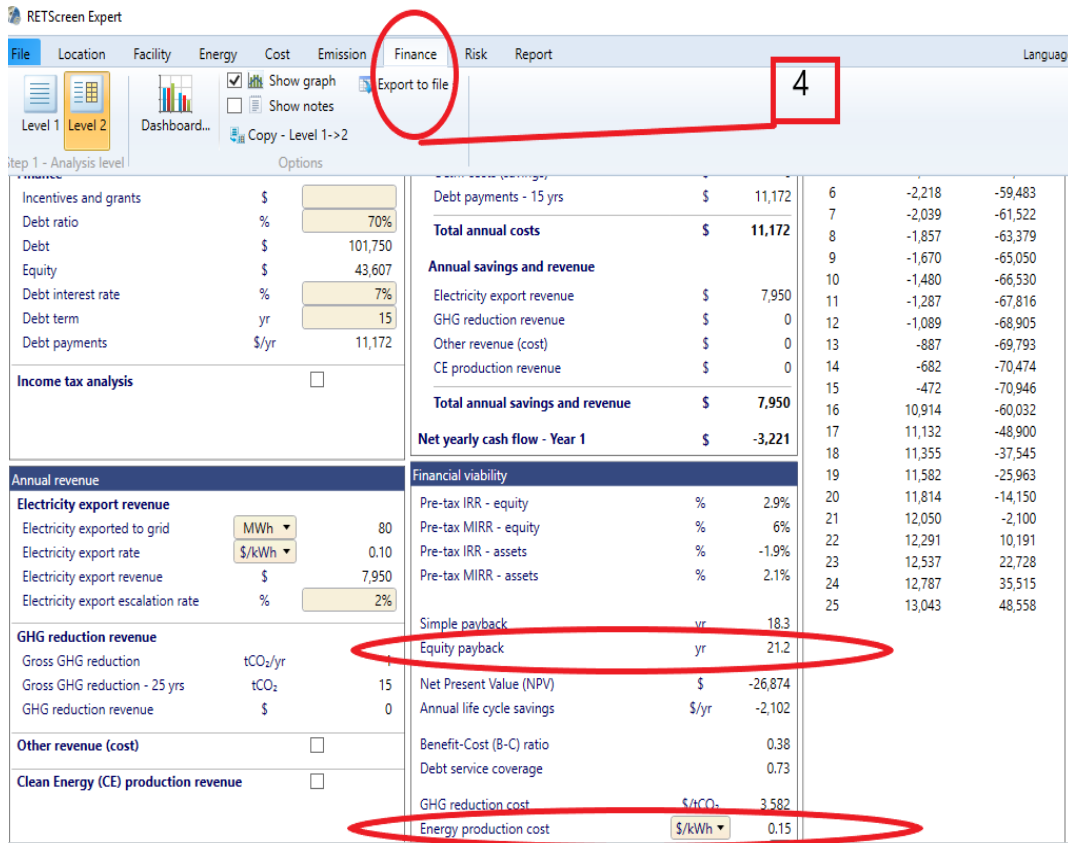 RETScreen Expert
File Location Facility Energy Cost Emission Finance Risk Report Languag
Show graph Export to file
Show notes
Level 1 Level 2 Dashboard... Copy - Level 1->2
Step 1 - Analysis level Options
4
Finance
Incentives and grants $
Debt ratio % 70%
Debt $ 101,750
Equity $ 43,607
Debt interest rate % 7%
Debt term yr 15
Debt payments $/yr 11,172
Income tax analysis
Annual revenue
Electricity export revenue
Electricity exported to grid MWh 80
Electricity export rate $/kWh 0.10
Electricity export revenue $ 7,950
Electricity export escalation rate % 2%
GHG reduction revenue
Gross GHG reduction tCO₂/yr
Gross GHG reduction - 25 yrs tCO₂ 15
GHG reduction revenue $ 0
Other revenue (cost)
Clean Energy (CE) production revenue
Debt payments - 15 yrs $ 11,172
Total annual costs $ 11,172
Annual savings and revenue
Electricity export revenue $ 7,950
GHG reduction revenue $ 0
Other revenue (cost) $ 0
CE production revenue $ 0
Total annual savings and revenue $ 7,950
Net yearly cash flow - Year 1 $ -3,221
Financial viability
Pre-tax IRR - equity % 2.9%
Pre-tax MIRR - equity % 6%
Pre-tax IRR - assets % -1.9%
Pre-tax MIRR - assets % 2.1%
Simple payback yr 18.3
Equity payback yr 21.2
Net Present Value (NPV) $ -26,874
Annual life cycle savings $/yr -2,102
Benefit-Cost (B-C) ratio 0.38
Debt service coverage 0.73
GHG reduction cost $/tCO₂ 3,582
Energy production cost $/kWh 0.15
6 -2,218 -59,483
7 -2,039 -61,522
8 -1,857 -63,379
9 -1,670 -65,050
10 -1,480 -66,530
11 -1,287 -67,816
12 -1,089 -68,905
13 -887 -69,793
14 -682 -70,474
15 -472 -70,946
16 10,914 -60,032
17 11,132 -48,900
18 11,355 -37,545
19 11,582 -25,963
20 11,814 -14,150
21 12,050 -2,100
22 12,291 10,191
23 12,537 22,728
24 12,787 35,515
25 13,043 48,558